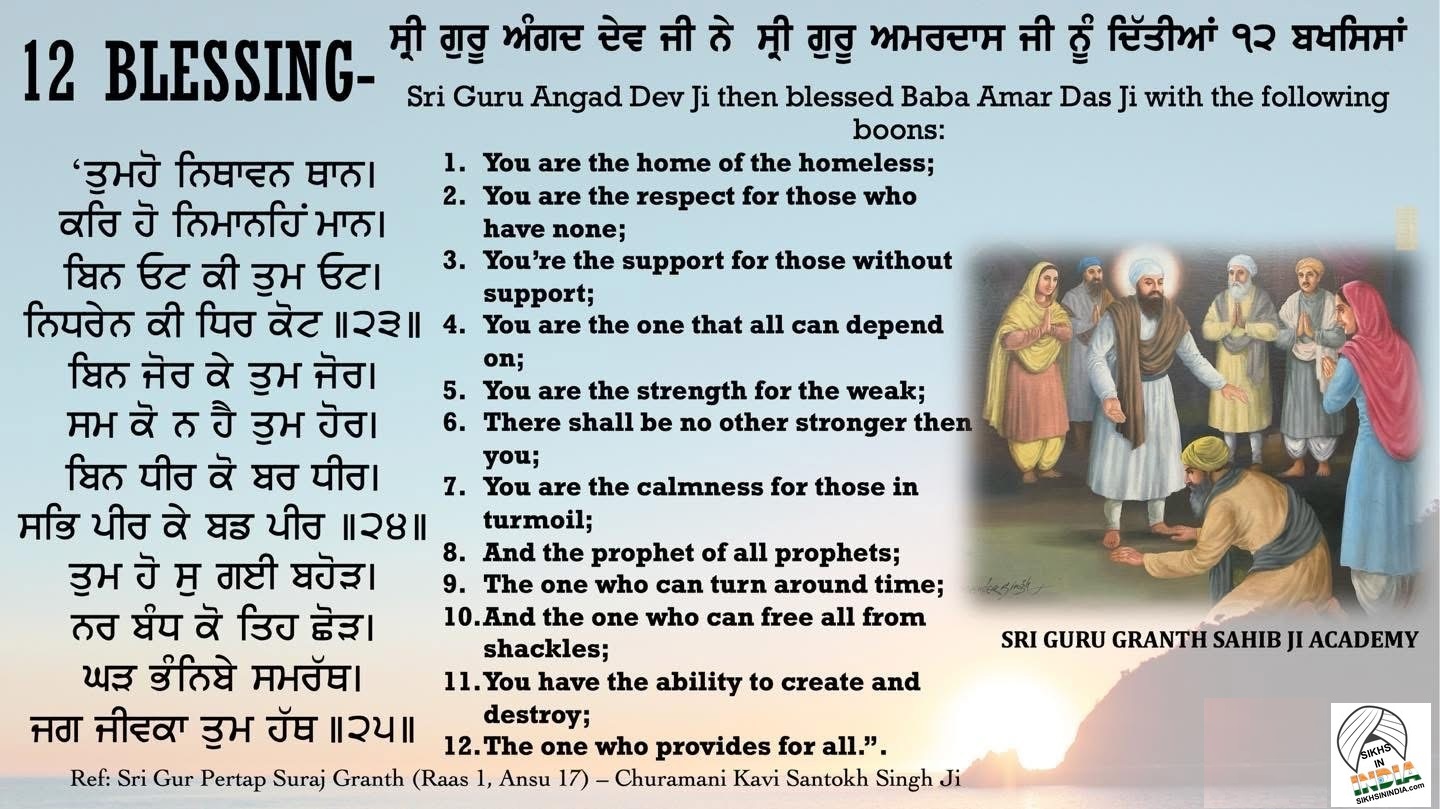 12 BLESSING-
ਸ੍ਰੀ ਗੁਰੂ ਅੰਗਦ ਦੇਵ ਜੀ ਨੇ ਸ੍ਰੀ ਗੁਰੂ ਅਮਰਦਾਸ ਜੀ ਨੂੰ ਦਿੱਤੀਆਂ ੧੨ ਬਖਸਿਸਾਂ
Sri Guru Angad Dev Ji then blessed Baba Amar Das Ji with the following
boons:
‘ਤੁਮਹੋ ਨਿਥਾਵਨ ਥਾਨ।
ਕਰਿ ਹੋ ਨਿਮਾਨਹਿਂ ਮਾਨ।
ਬਿਨ ਓਟ ਕੀ ਤੁਮ ਓਟ।
ਨਿਧਰੇਨ ਕੀ ਧਿਰ ਕੋਟ ॥੨੩॥
ਬਿਨ ਜੋਰ ਕੇ ਤੁਮ ਜੋਰ।
ਸਮ ਕੋ ਨ ਹੈ ਤੁਮ ਹੋਰ।
ਬਿਨ ਧੀਰ ਕੋ ਬਰ ਧੀਰ।
ਸਭਿ ਪੀਰ ਕੇ ਬਡ ਪੀਰ ॥੨੪॥
ਤੁਮ ਹੋ ਸੁ ਗਈ ਬਹੋੜ।
ਨਰ ਬੰਧ ਕੋ ਤਿਹ ਛੋੜ।
ਘੜ ਭੰਨਿਬੇ ਸਮਰੱਥ।
ਜਗ ਜੀਵਕਾ ਤੁਮ ਹੱਥ ॥੨੫॥
1. You are the home of the homeless;
2. You are the respect for those who
have none;
3. You’re the support for those without
support;
4. You are the one that all can depend
on;
5. You are the strength for the weak;
6. There shall be no other stronger then
you;
7. You are the calmness for those in
turmoil;
8. And the prophet of all prophets;
9. The one who can turn around time;
10. And the one who can free all from
shackles;
11. You have the ability to create and
destroy;
12. The one who provides for all.”.
SRI GURU GRANTH SAHIB JI ACADEMY
Ref: Sri Gur Pertap Suraj Granth (Raas 1, Ansu 17) – Churamani Kavi Santokh Singh Ji
SIKHS
IN
INDIA
SIKHSININDIA.com